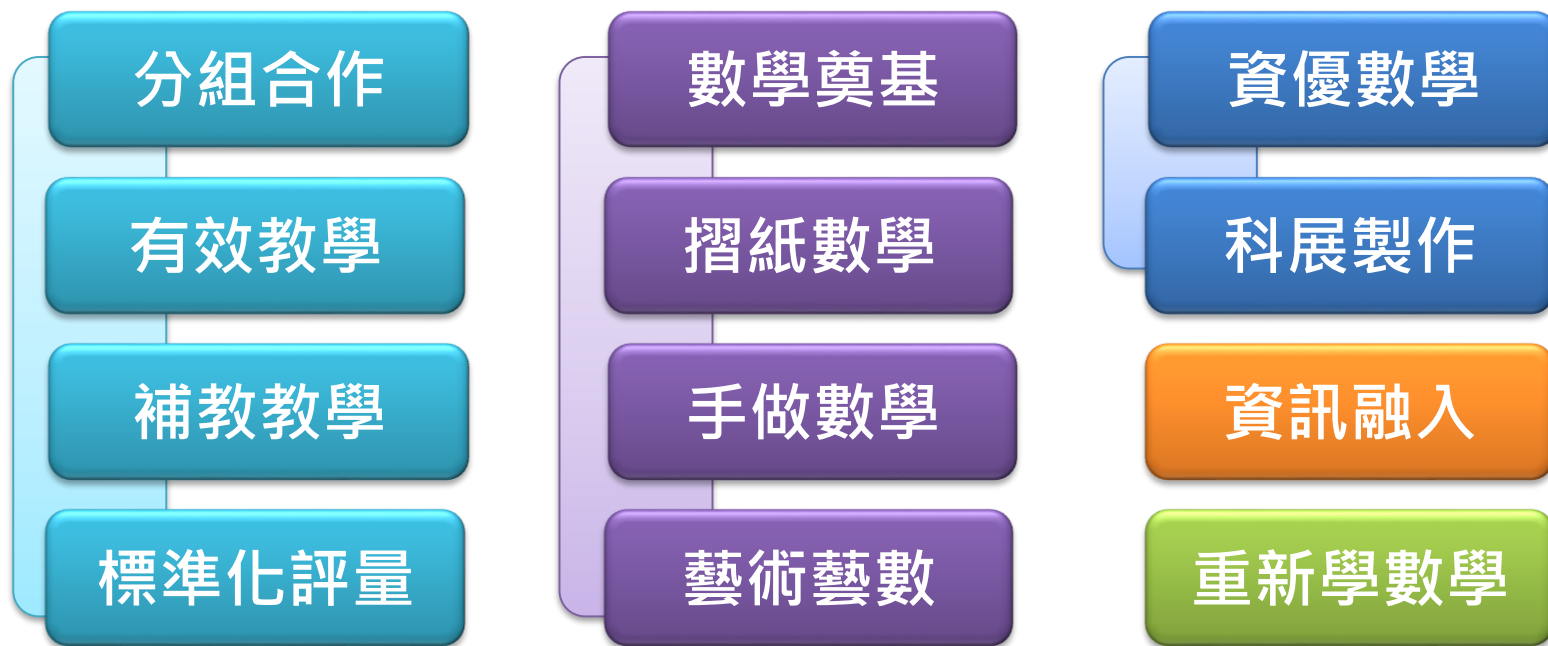 分組合作
有效教學
補教教學
標準化評量
數學奠基
摺紙數學
手做數學
藝術藝數
資優數學
科展製作
資訊融入
重新學數學